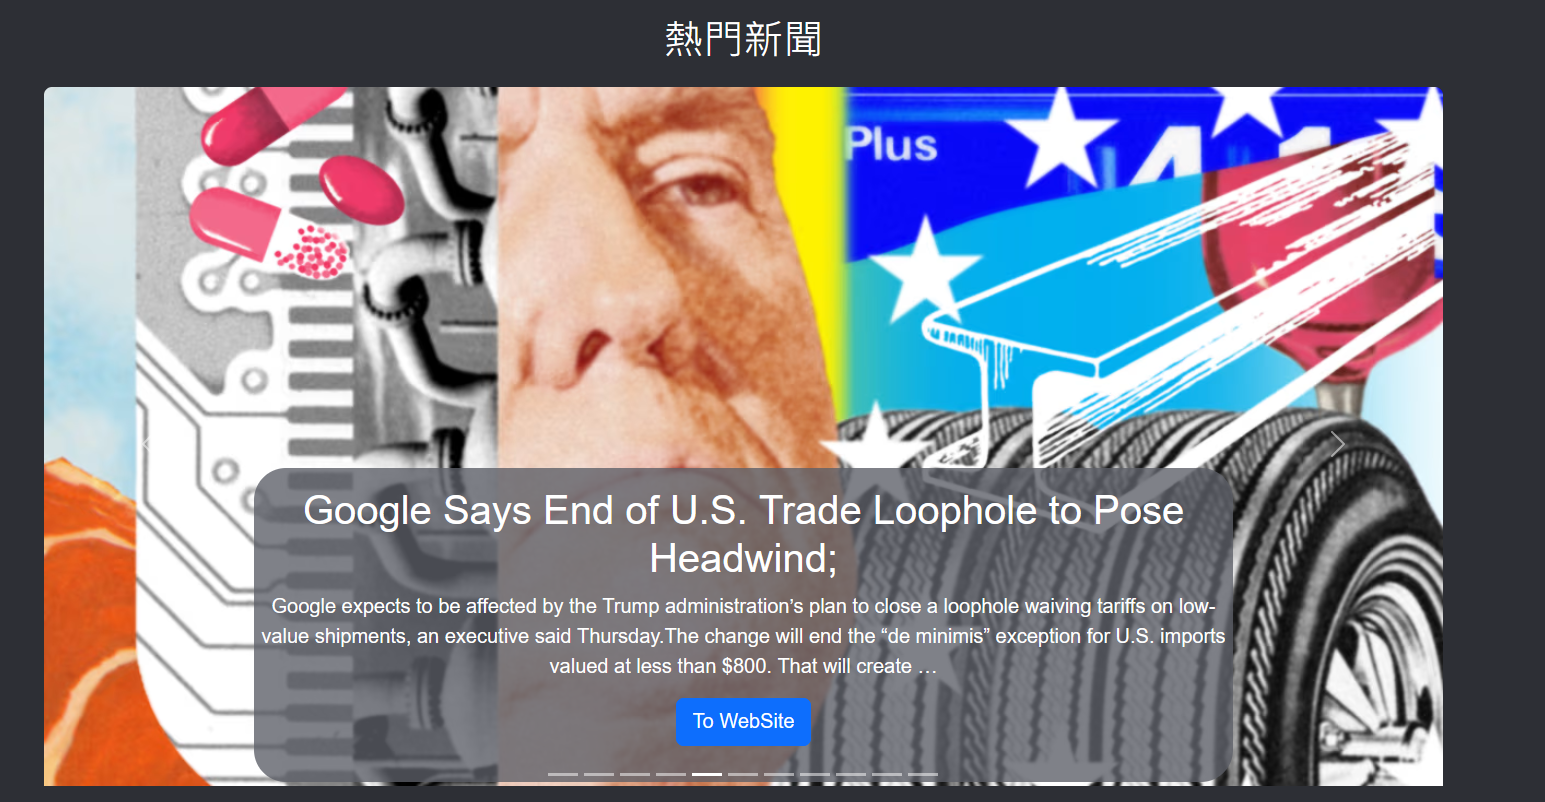 熱門新聞
Plus
Google Says End of U.S. Trade Loophole to Pose
Headwind;
Google expects to be affected by the Trump administration’s plan to close a loophole waiving tariffs on low-
value shipments, an executive said Thursday.The change will end the “de minimis” exception for U.S. imports
valued at less than $800. That will create …
To WebSite